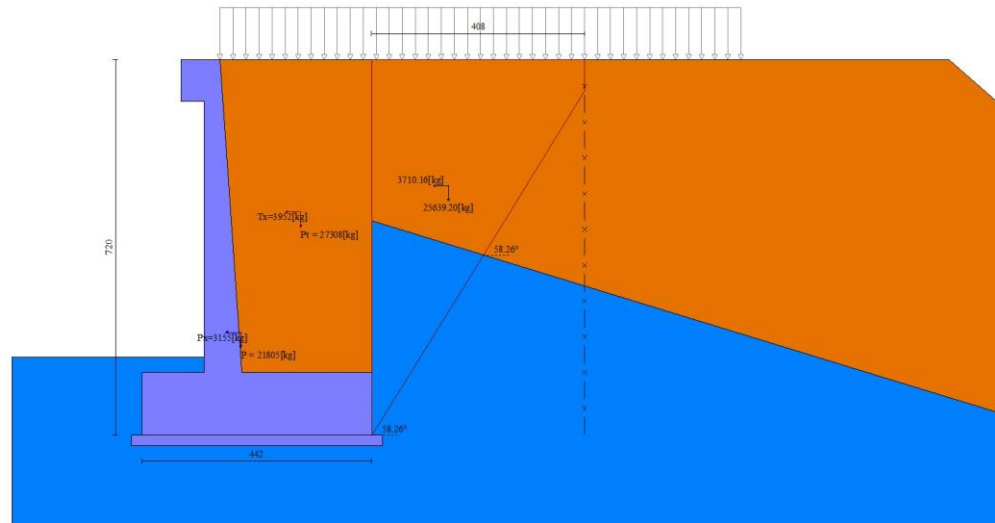 408
3710.16[kg]
25639.20[kg]
Tx=3952[kg]
Pt = 27308[kg]
720
58.26°
Px=3155[kg]
P = 21805[kg]
58.26°
442